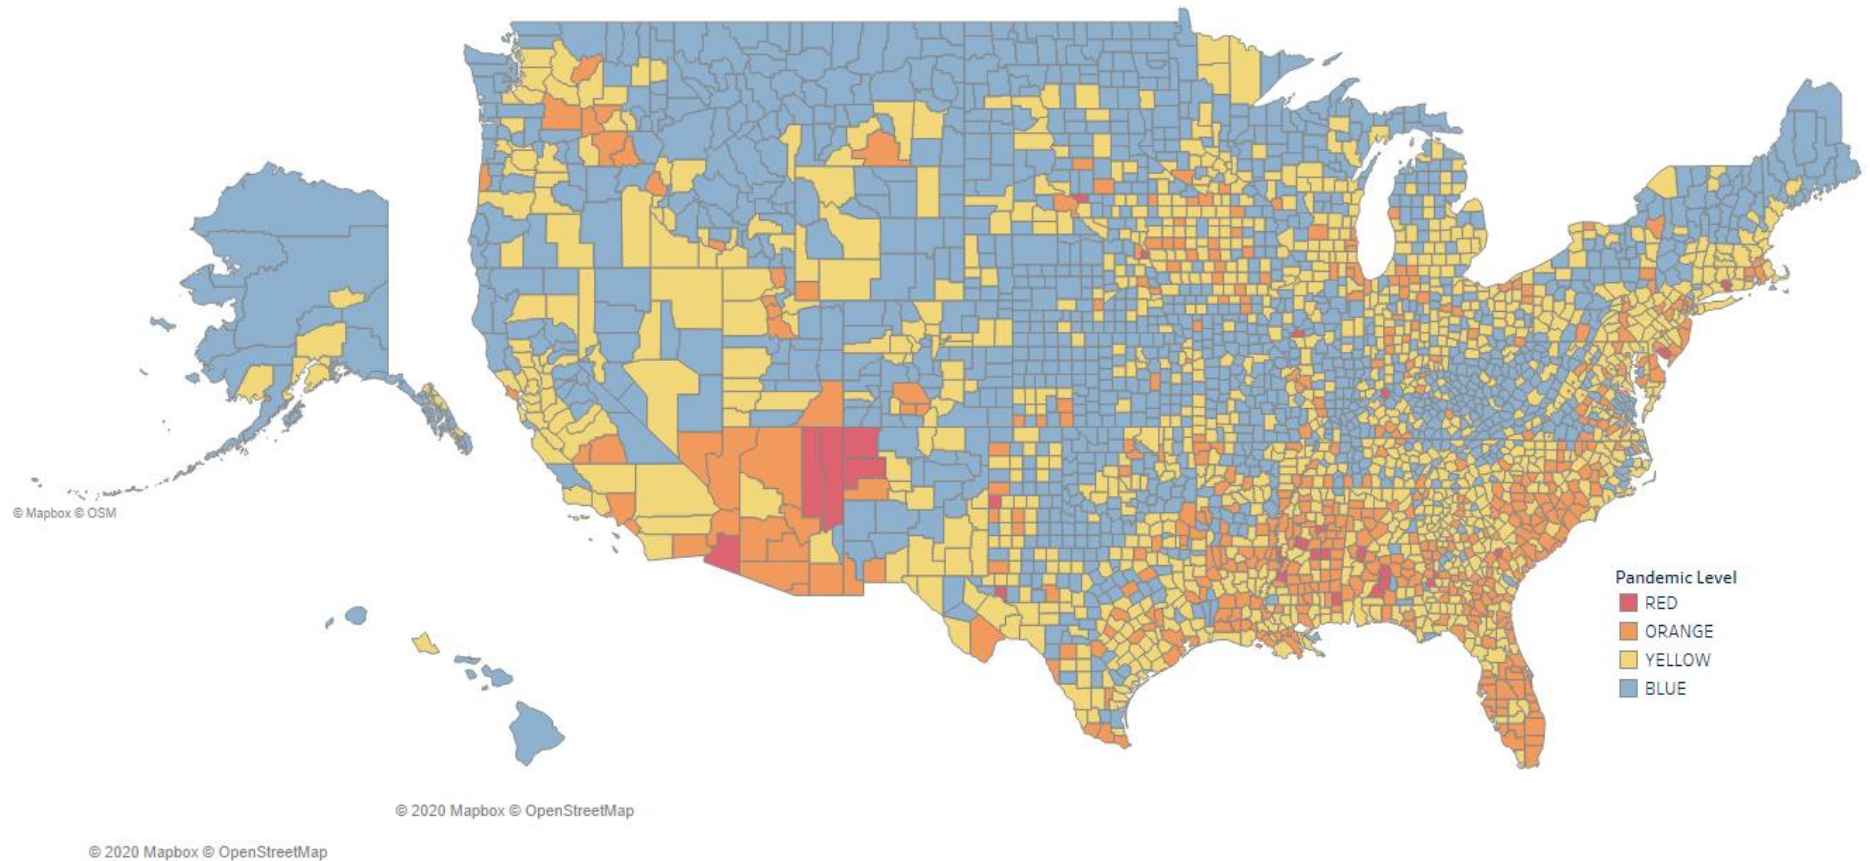 © Mapbox © OSM
Pandemic Level
RED
ORANGE
YELLOW
BLUE
© 2020 Mapbox © OpenStreetMap
© 2020 Mapbox © OpenStreetMap